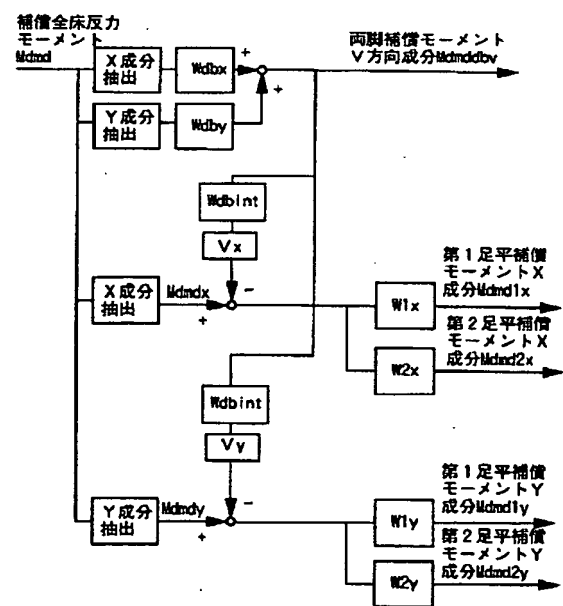 補償全床反力
モーメント
Mdmd
X成分
抽出
Wdbx
+
+
両脚補償モーメント
V方向成分Mdmddbv
Y成分
抽出
Wdby
Wdbint
Vx
X成分
抽出
Mdmdx
+
-
W1x
第1足平補償
モーメントX
成分Mdmd1x
W2x
第2足平補償
モーメントX
成分Mdmd2x
Wdbint
Vy
Y成分
抽出
Mdmdy
+
-
W1y
第1足平補償
モーメントY
成分Mdmd1y
W2y
第2足平補償
モーメントY
成分Mdmd2y